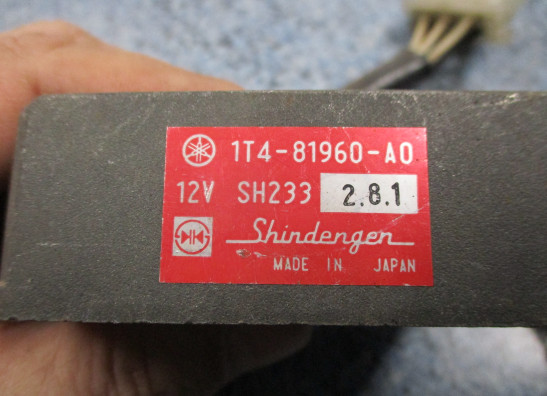 1T4-81960-A0
12V SH233 2.8.1
Shindengen
MADE IN JAPAN